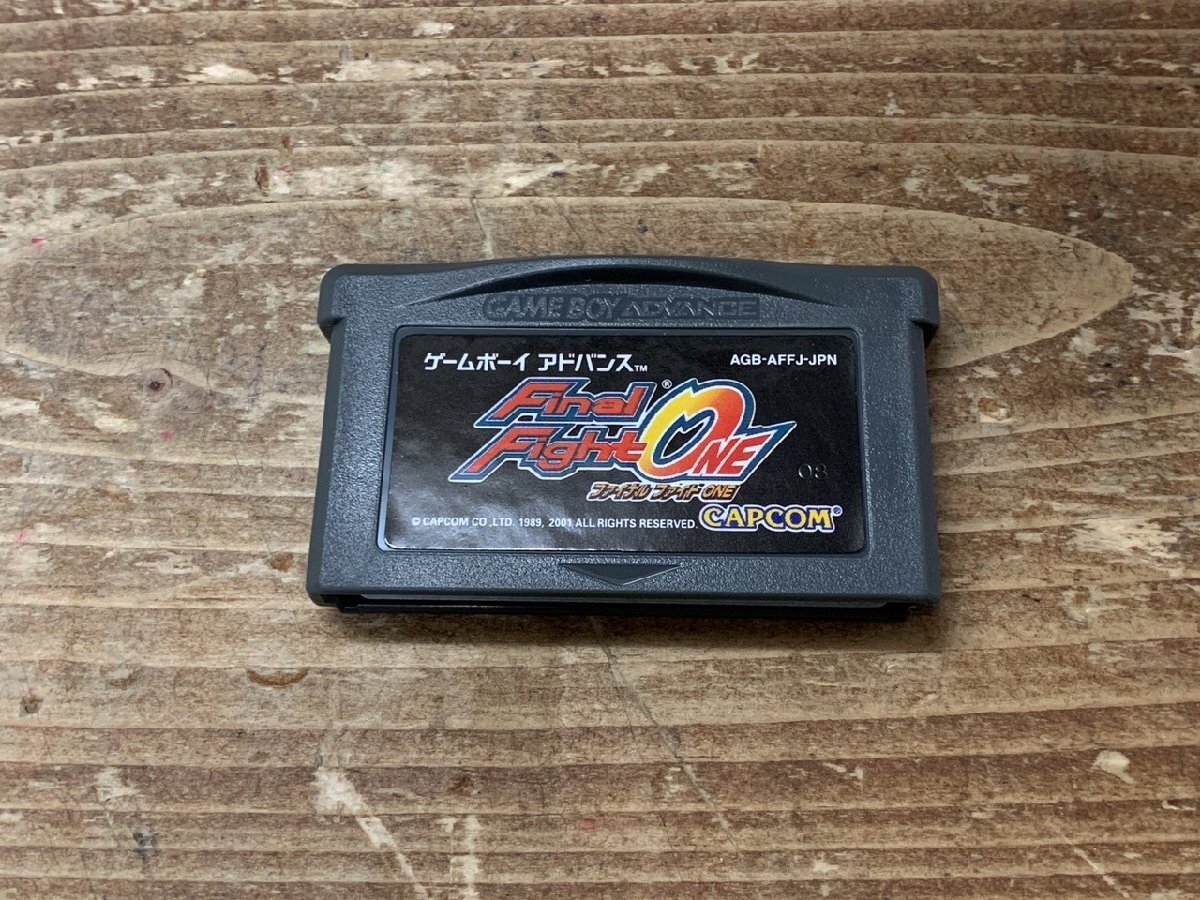 GAME BOY ADVANCE
ゲームボーイ アドバンス™
AGB-AFFJ-JPN
Final®
Fight ONE
ファイナル ファイト ONE
08
© CAPCOM CO., LTD. 1989, 2001 ALL RIGHTS RESERVED.
CAPCOM®